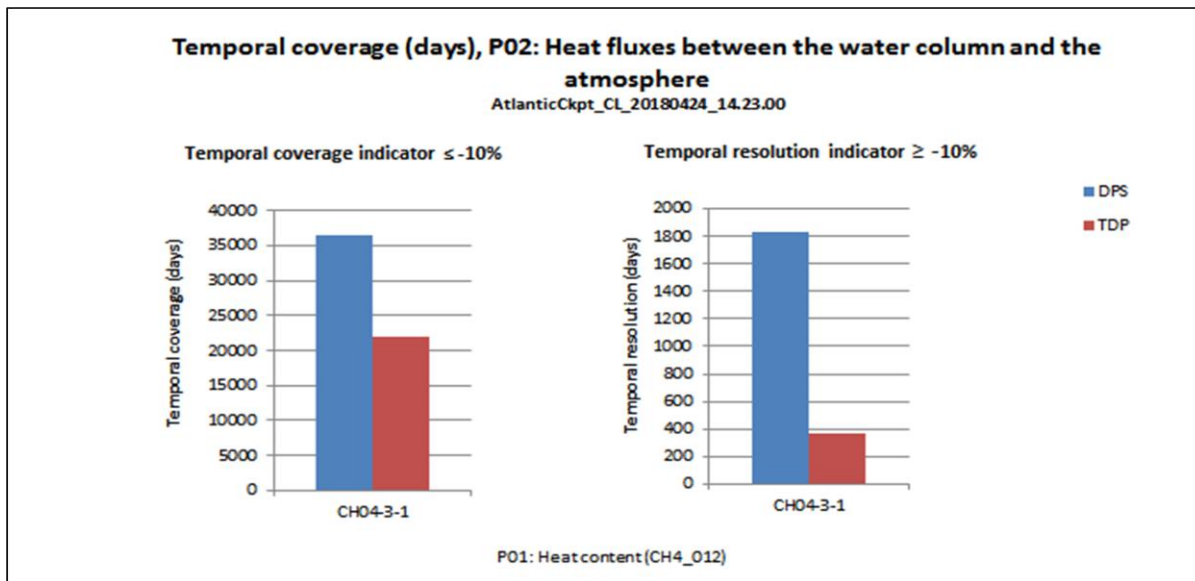 Temporal coverage (days), P02: Heat fluxes between the water column and the
atmosphere
AtlanticCkpt_CL_20180424_14.23.00
Temporal coverage indicator ≤ -10%
Temporal resolution indicator ≥ -10%
Temporal coverage (days)
40000
35000
30000
25000
20000
15000
10000
5000
0
CH04-3-1
Temporal resolution (days)
2000
1800
1600
1400
1200
1000
800
600
400
200
0
CH04-3-1
DPS
TDP
P01: Heat content (CH4_012)